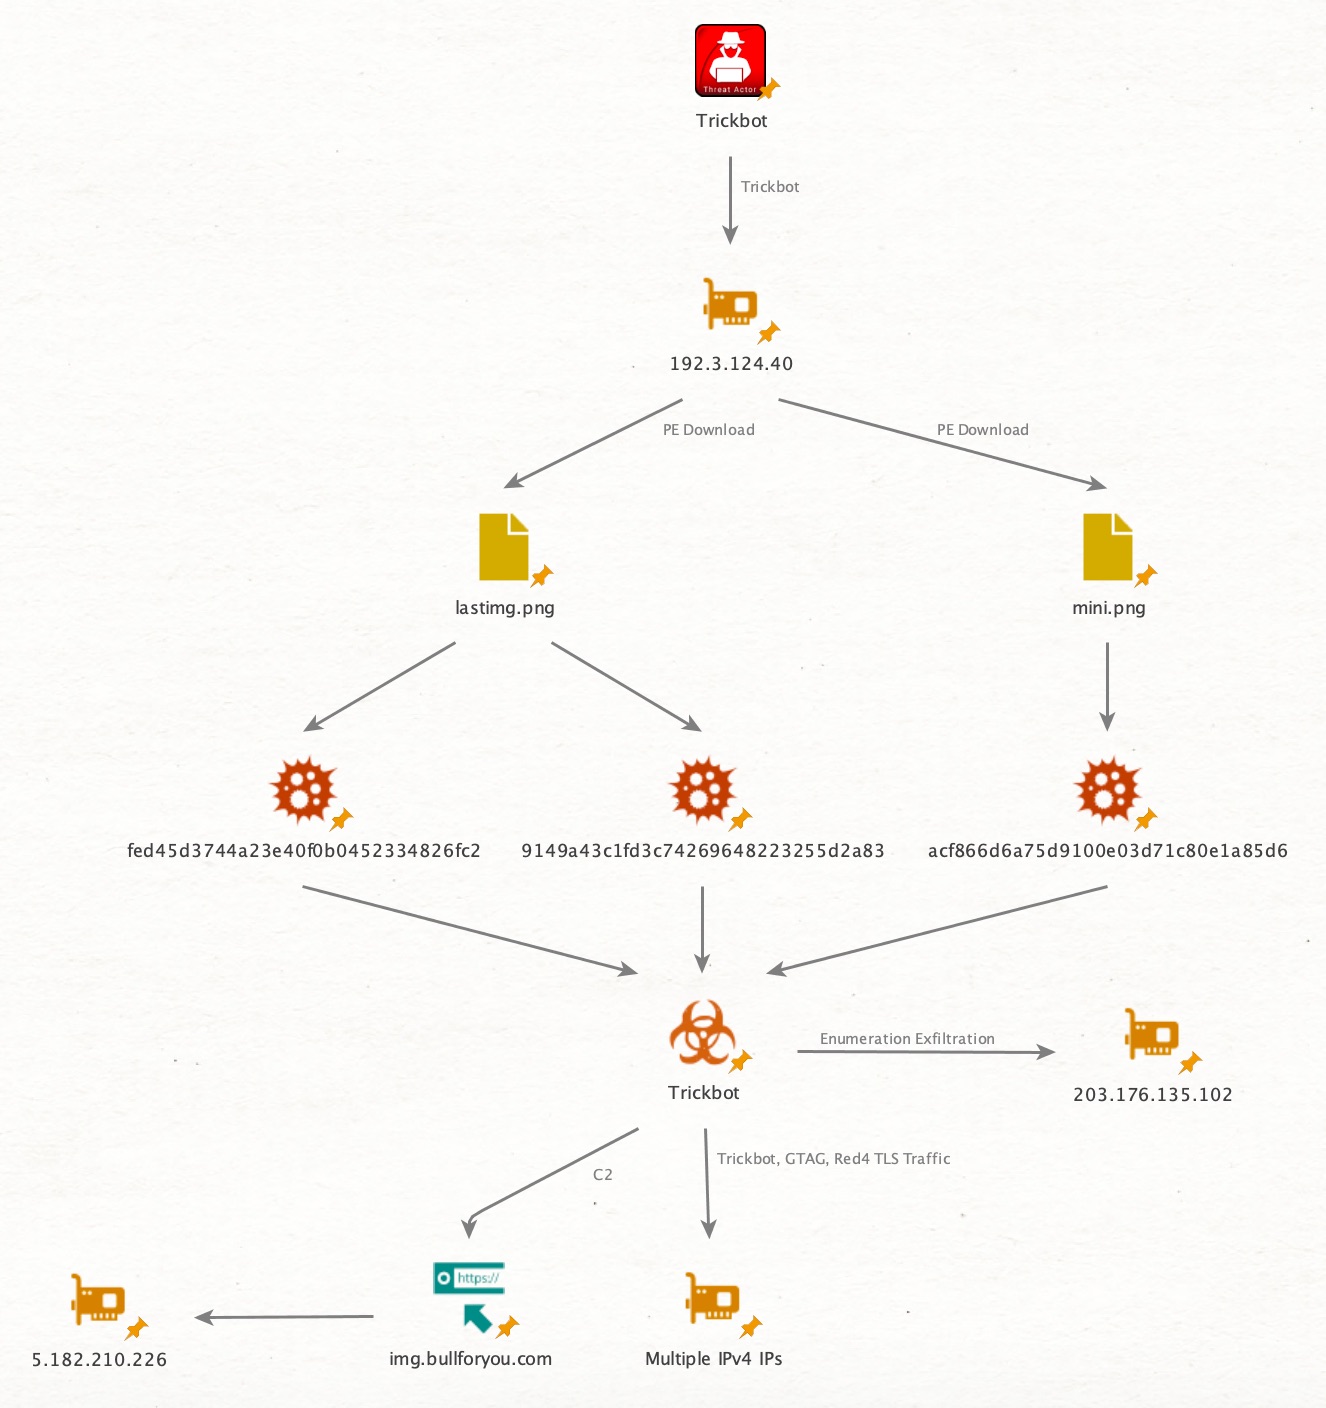 Threat Actor
Trickbot
Trickbot
192.3.124.40
PE Download
PE Download
lastimg.png
mini.png
fed45d3744a23e40f0b0452334826fc2
9149a43c1fd3c74269648223255d2a83
acf866d6a75d9100e03d71c80e1a85d6
Trickbot
Enumeration Exfiltration
203.176.135.102
C2
Trickbot, GTAG, Red4 TLS Traffic
https://
5.182.210.226
img.bullforyou.com
Multiple IPv4 IPs